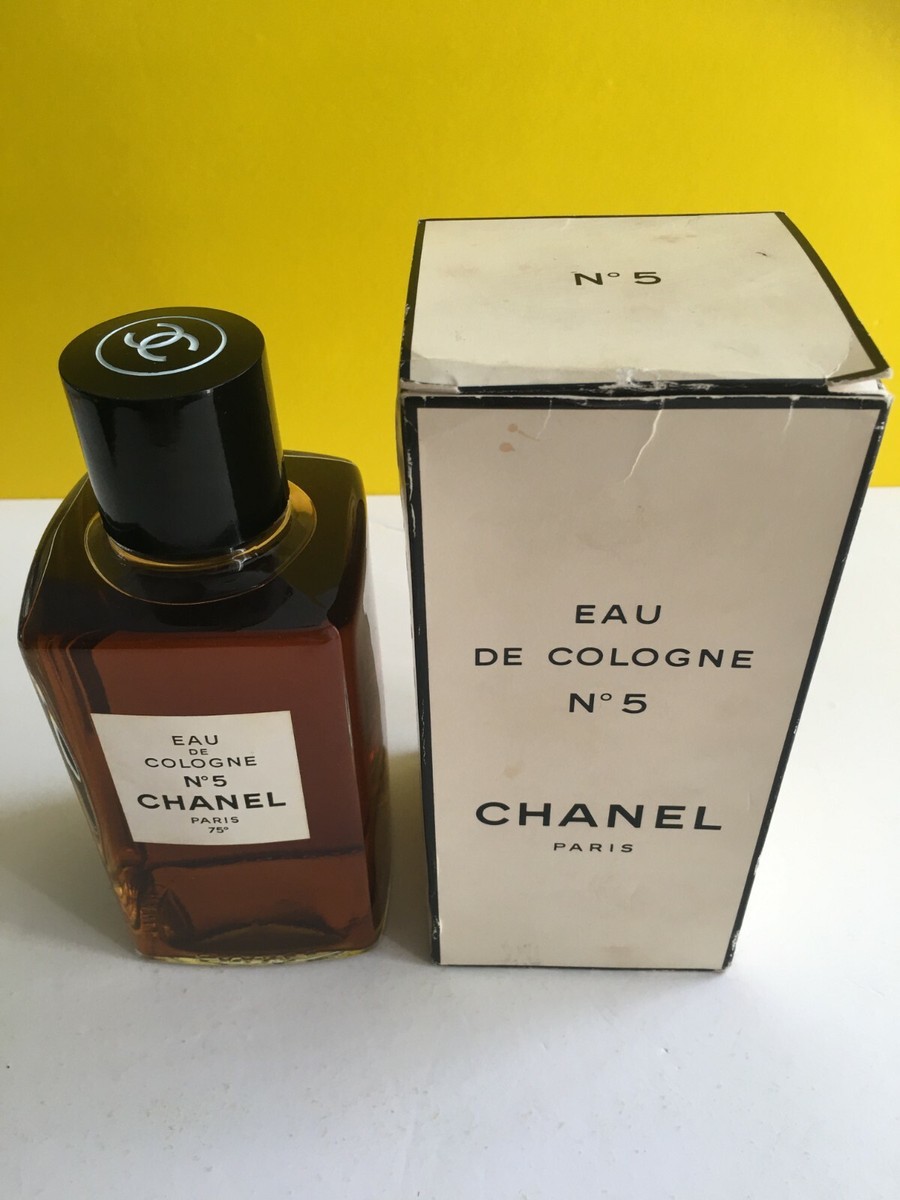 N° 5
EAU
DE COLOGNE
N° 5
CHANEL
PARIS
EAU
DE
COLOGNE
N° 5
CHANEL
PARIS
75°